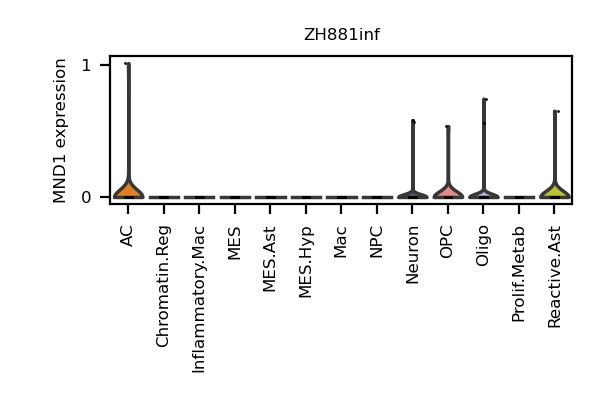 ZH881inf
MND1 expression
1
0
AC
Chromatin.Reg
Inflammatory.Mac
MES
MES.Ast
MES.Hyp
Mac
NPC
Neuron
OPC
Oligo
Prolif.Metab
Reactive.Ast